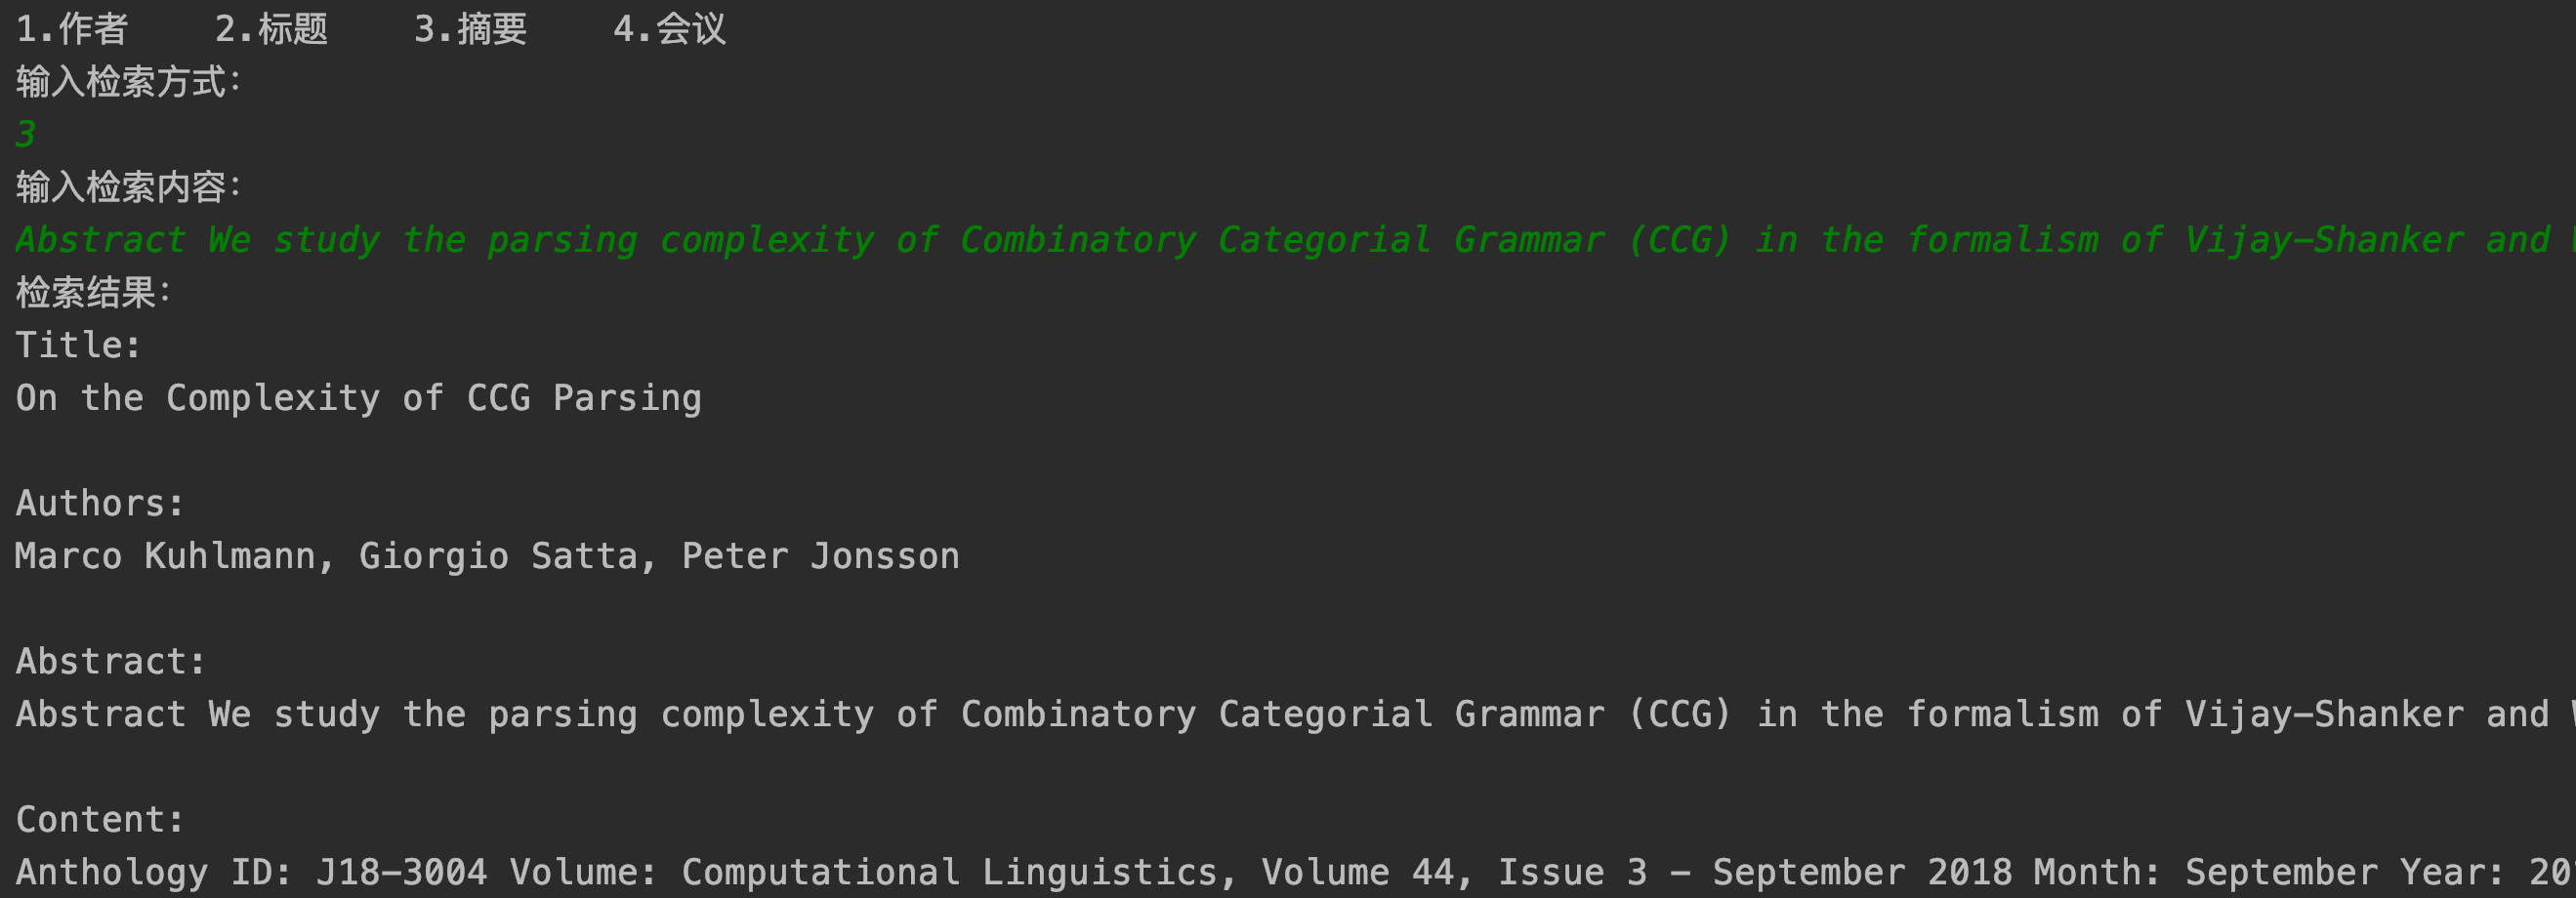 1.作者    2.标题    3.摘要    4.会议
输入检索方式：
3
输入检索内容：
Abstract We study the parsing complexity of Combinatory Categorial Grammar (CCG) in the formalism of Vijay-Shanker and
检索结果：
Title:
On the Complexity of CCG Parsing
Authors:
Marco Kuhlmann, Giorgio Satta, Peter Jonsson
Abstract:
Abstract We study the parsing complexity of Combinatory Categorial Grammar (CCG) in the formalism of Vijay-Shanker and
Content:
Anthology ID: J18-3004 Volume: Computational Linguistics, Volume 44, Issue 3 - September 2018 Month: September Year: